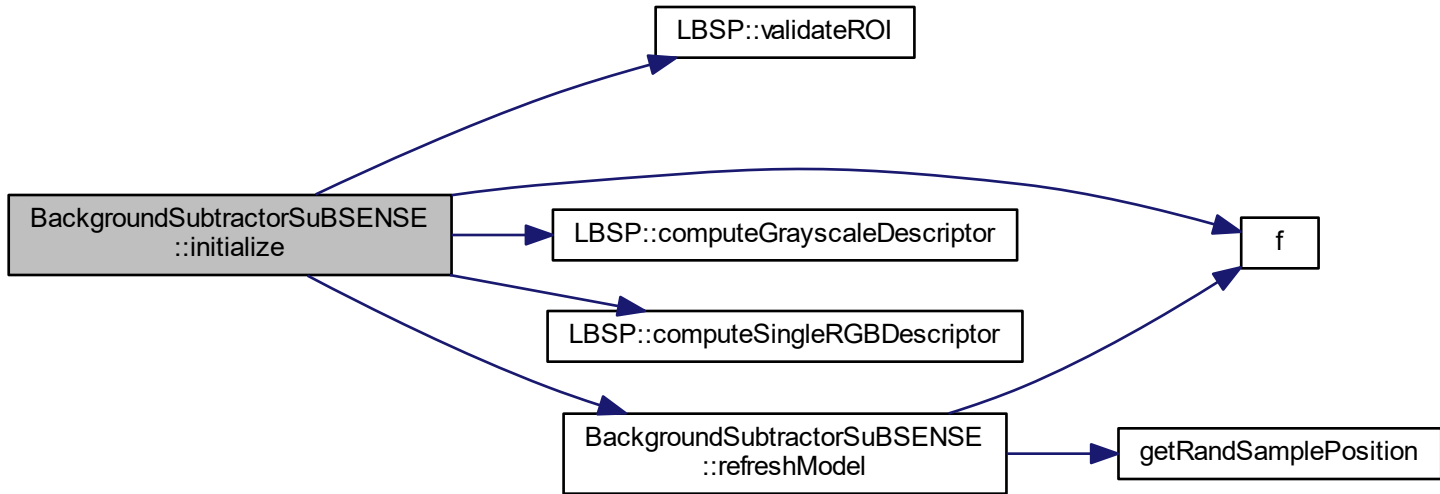 LBSP::validateROI
BackgroundSubtractorSuBSENSE
::initialize
LBSP::computeGrayscaleDescriptor
f
LBSP::computeSingleRGBDescriptor
BackgroundSubtractorSuBSENSE
::refreshModel
getRandSamplePosition